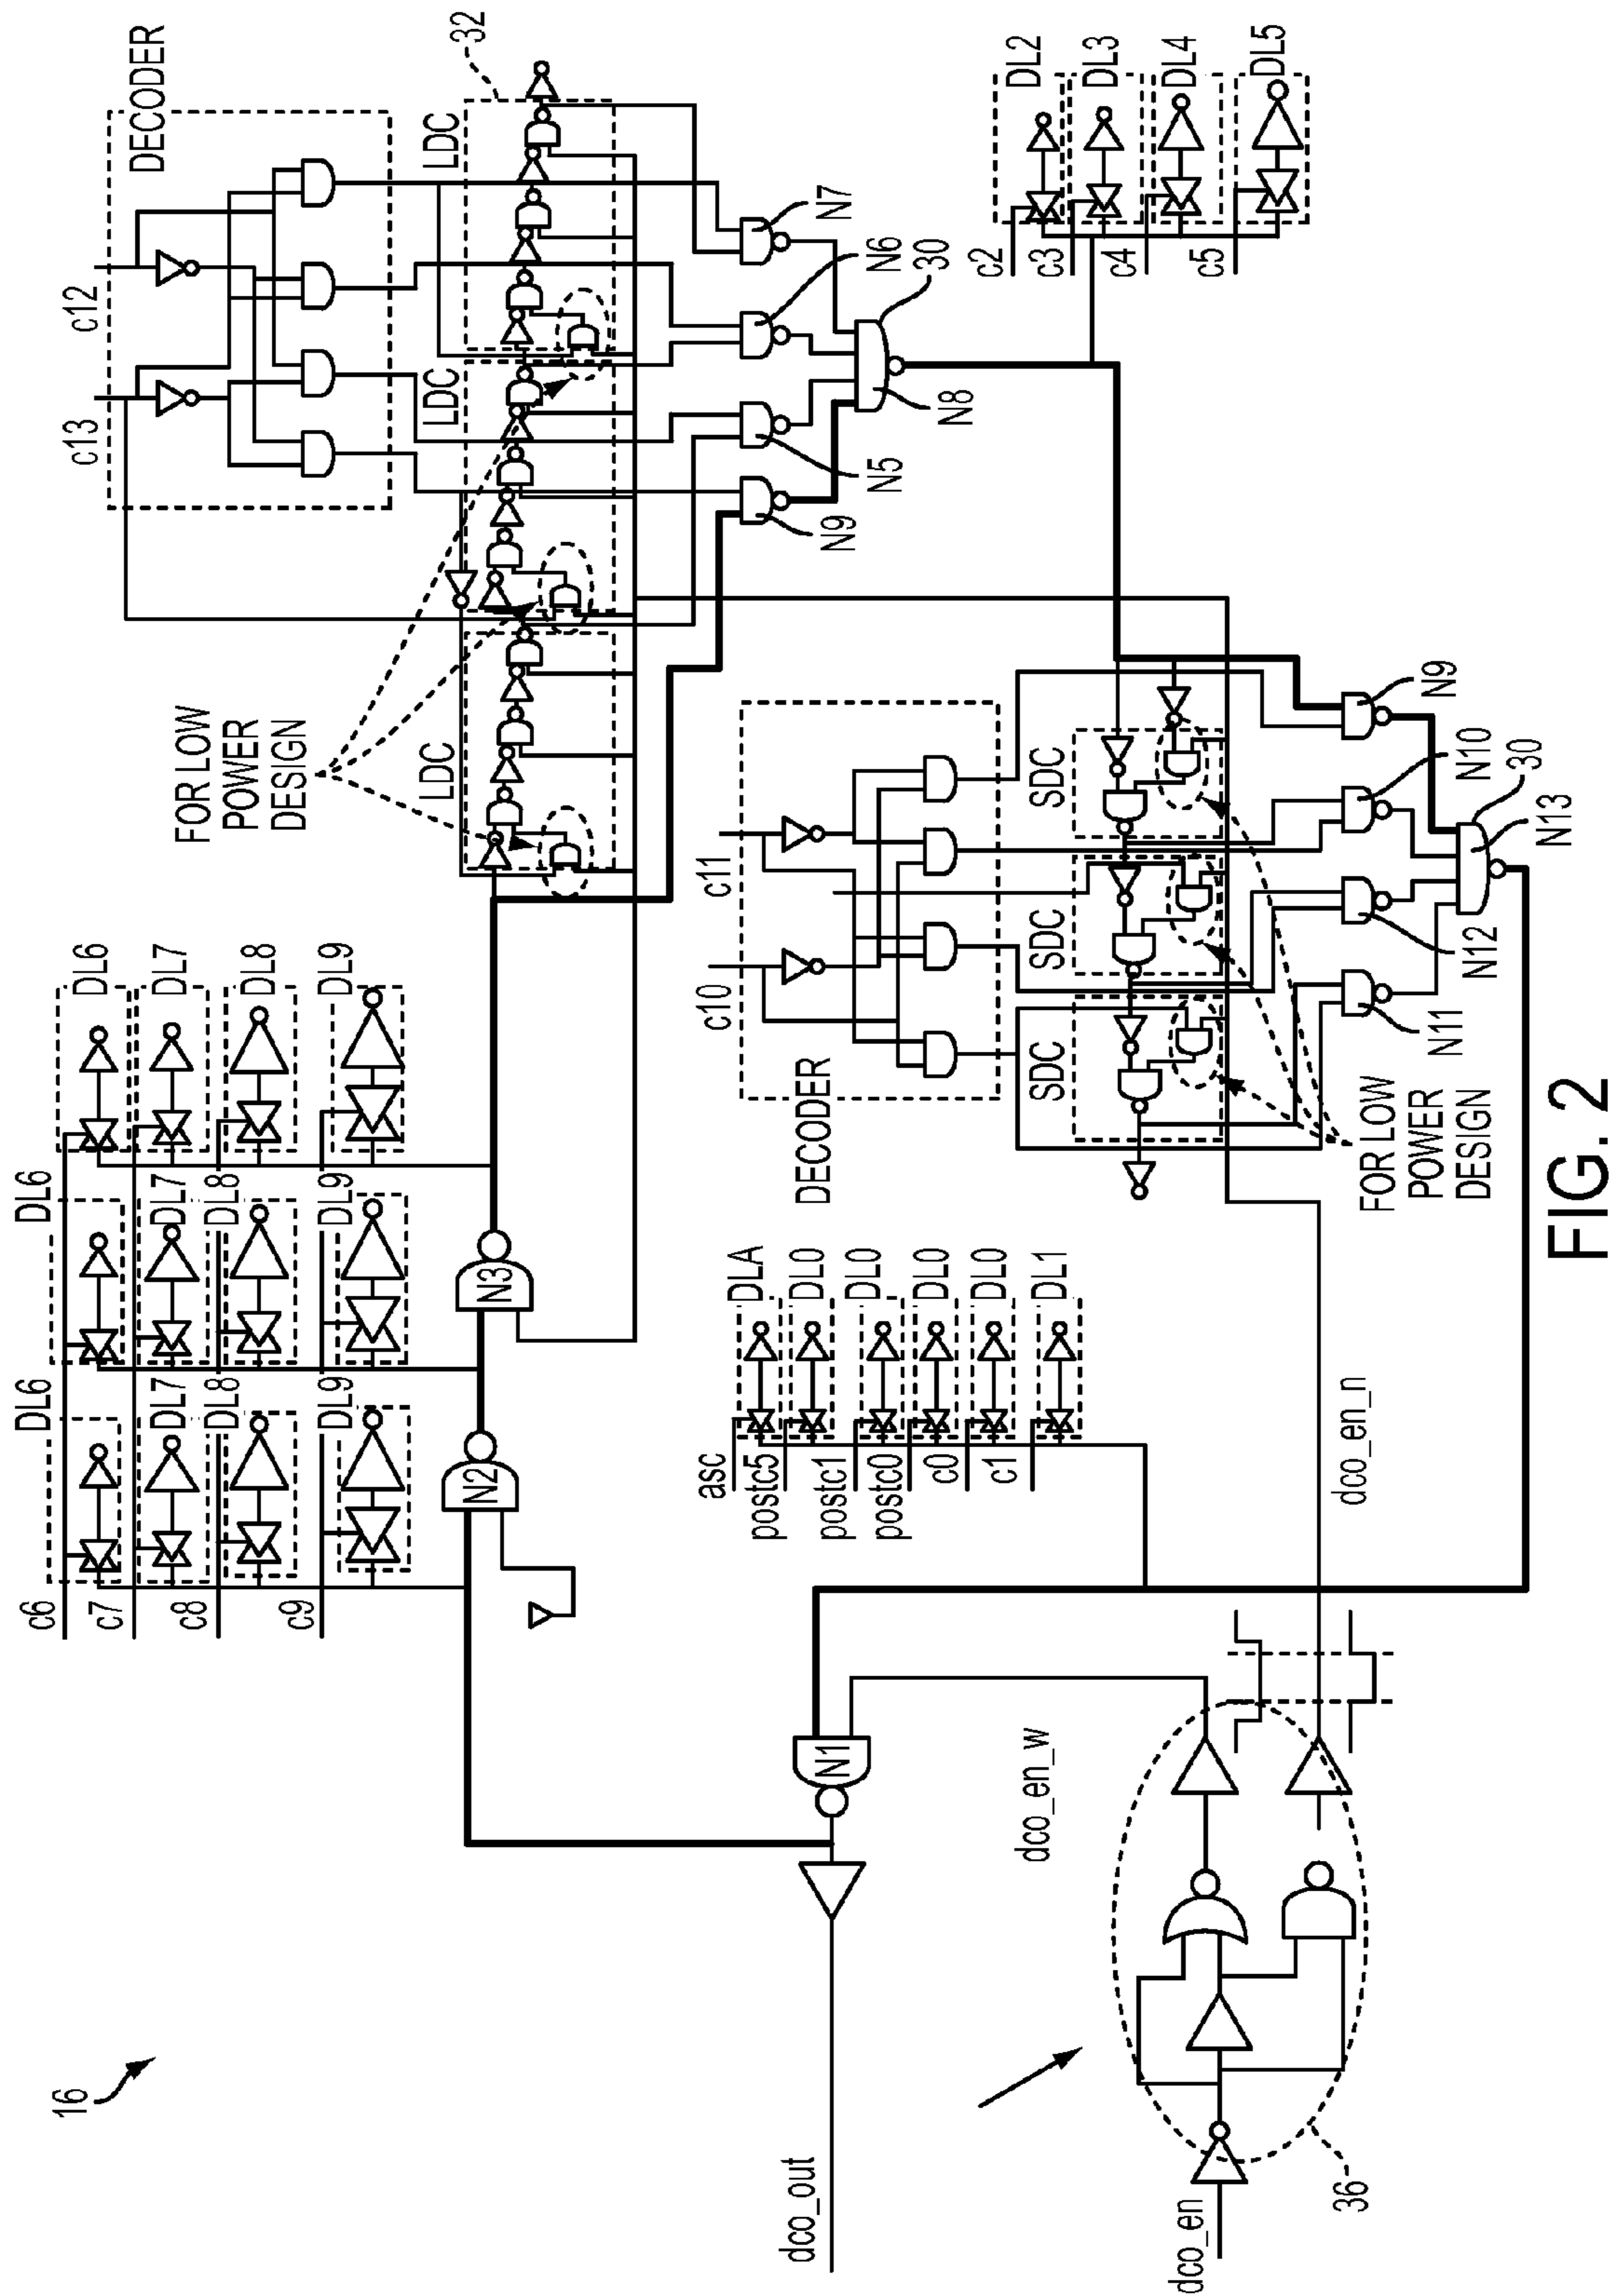 16
c6
c7
c8
c9
DL6
DL7
DL8
DL9
DL6
DL7
DL8
DL9
DL6
DL7
DL8
DL9
N2
N3
FOR LOW
POWER
DESIGN
LDC
LDC
LDC
32
c13
c12
DECODER
N9
N5
N6
N7
N8
30
c2
c3
c4
c5
DL2
DL3
DL4
DL5
dco_out
N1
asc
postc5
postc1
postc0
c0
c1
DLA
DL0
DL0
DL0
DL0
DL1
DECODER
c10
c11
SDC
SDC
SDC
FOR LOW
POWER
DESIGN
N11
N12
N10
N9
30
N13
dco_en
36
dco_en_w
dco_en_n
FIG. 2